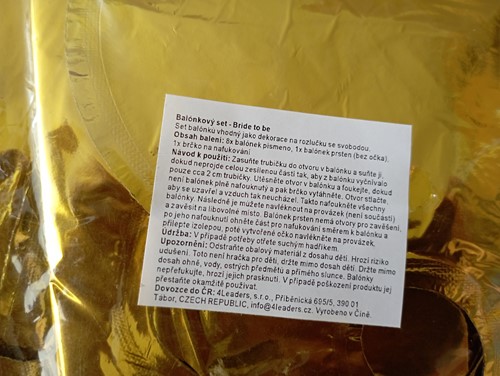 Balónkový set - Bride to be
Set balónku vhodný jako dekorace na rozlučku se svobodou.
Obsah balení: 8x balónek písmeno, 1x balónek prsten (bez očka),
1x brčko na nafukování
Návod k použití: Zasuňte trubičku do otvoru v balónku a suňte ji,
dokud neprojde celou zesílenou částí tak, aby z balónku vyčnívalo
pouze cca 2 cm trubičky. Utěsněte otvor v balónku a foukejte, dokud
není balónek plně nafouknutý a pak brčko vytáhněte. Otvor stlačte,
aby se uzavřel a vzduch tak neucházel. Takto nafoukněte všechny
balónky. Následně je můžete navléknout na provázek (není součástí)
a zavěsit na libovolné místo. Balónek prsten nemá otvory pro zavěšení,
po jeho nafouknutí ohněte část pro nafukování směrem k balónku a
přilepte izolepou, poté vytvořené očko navlékněte na provázek.
Údržba: V případě potřeby otřete suchým hadříkem.
Upozornění: Odstraňte obalový materiál z dosahu dětí. Hrozí riziko
udušení. Toto není hračka pro děti, držte mimo dosah dětí. Držte mimo
dosah ohně, vody, ostrých předmětů a přímého slunce. Balónky
nepřefukujte, hrozí jejich prasknutí. V případě poškození produktu jej
přestaňte okamžitě používat.
Dovozce do ČR: 4Leaders, s.r.o., Příběnická 695/5, 390 01
Tábor, CZECH REPUBLIC, info@4leaders.cz. Vyrobeno v Číně.